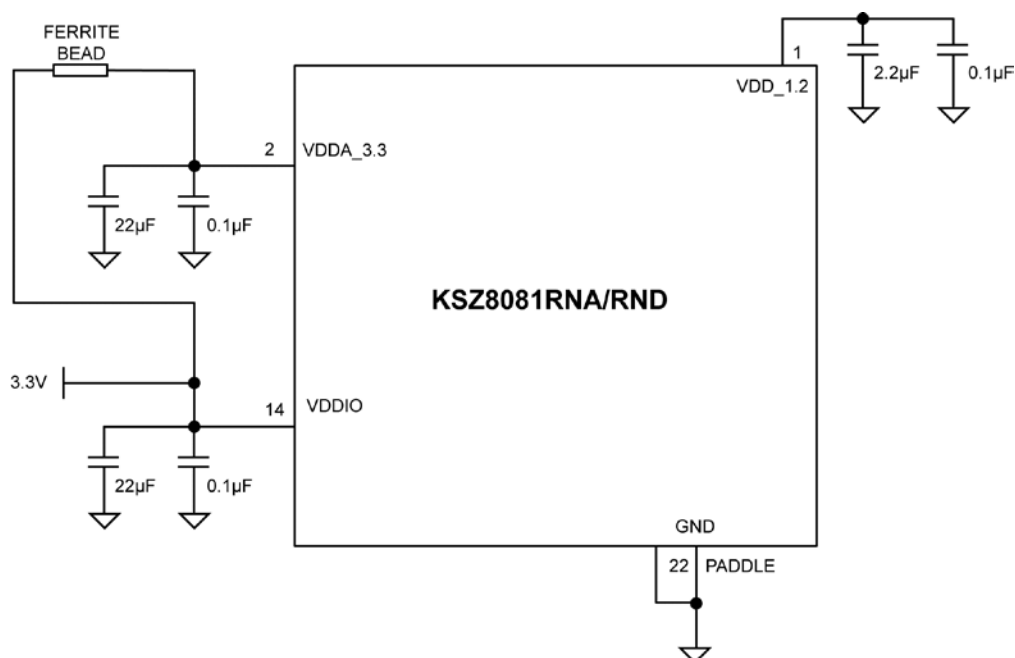 FERRITE
BEAD
1
VDD_1.2
2.2µF
0.1µF
2
VDDA_3.3
22µF
0.1µF
KSZ8081RNA/RND
3.3V
14
VDDIO
22µF
0.1µF
GND
22
PADDLE